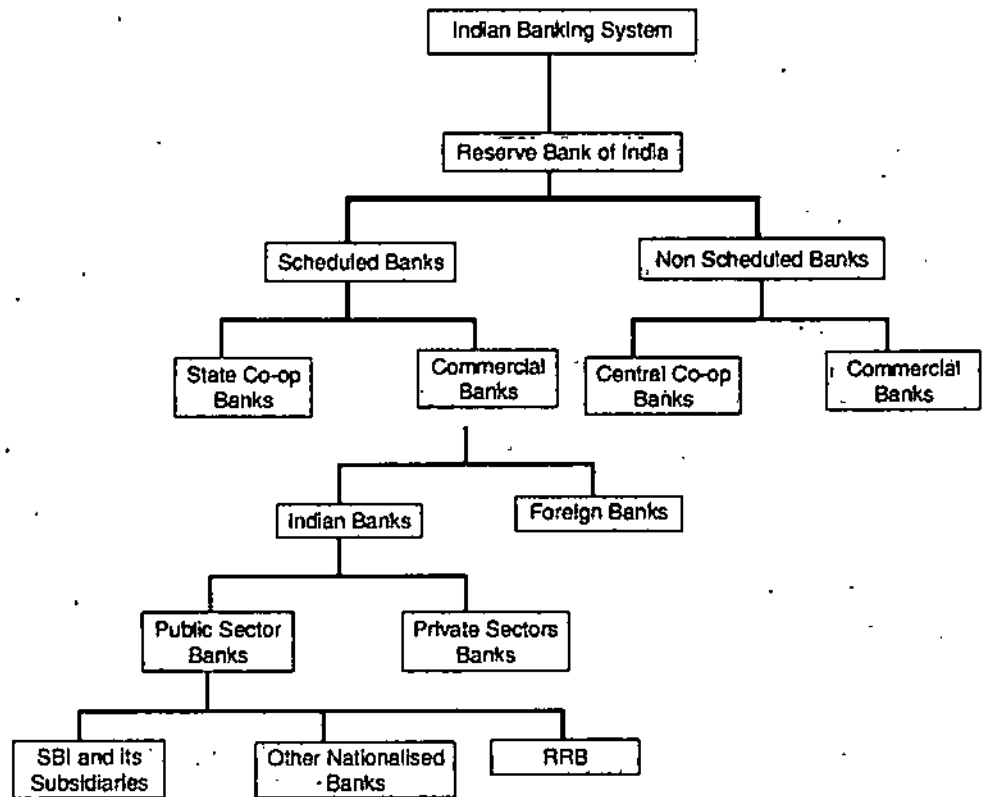 Indian Banking System
Reserve Bank of India
Scheduled Banks
Non Scheduled Banks
State Co-op
Banks
Commercial
Banks
Central Co-op
Banks
Commercial
Banks
Indian Banks
Foreign Banks
Public Sector
Banks
Private Sectors
Banks
SBI and its
Subsidiaries
Other Nationalised
Banks
RRB